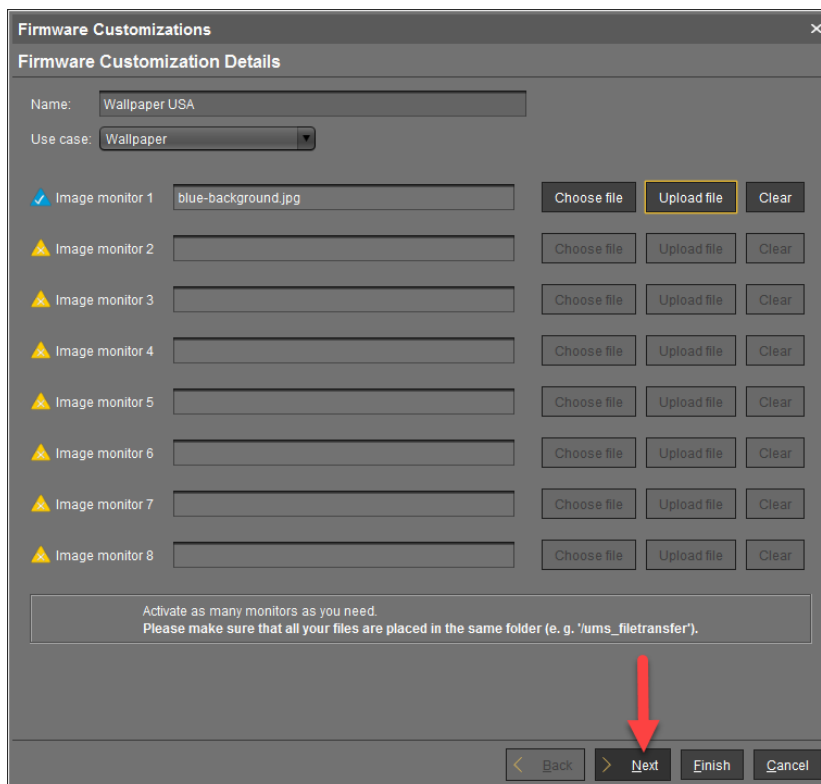 Firmware Customizations
Firmware Customization Details
Name: Wallpaper USA
Use case: Wallpaper
Image monitor 1 blue-background.jpg Choose file Upload file Clear
Image monitor 2 Choose file Upload file Clear
Image monitor 3 Choose file Upload file Clear
Image monitor 4 Choose file Upload file Clear
Image monitor 5 Choose file Upload file Clear
Image monitor 6 Choose file Upload file Clear
Image monitor 7 Choose file Upload file Clear
Image monitor 8 Choose file Upload file Clear
Activate as many monitors as you need.
Please make sure that all your files are placed in the same folder (e. g. '/ums_filetransfer').
Back Next Finish Cancel